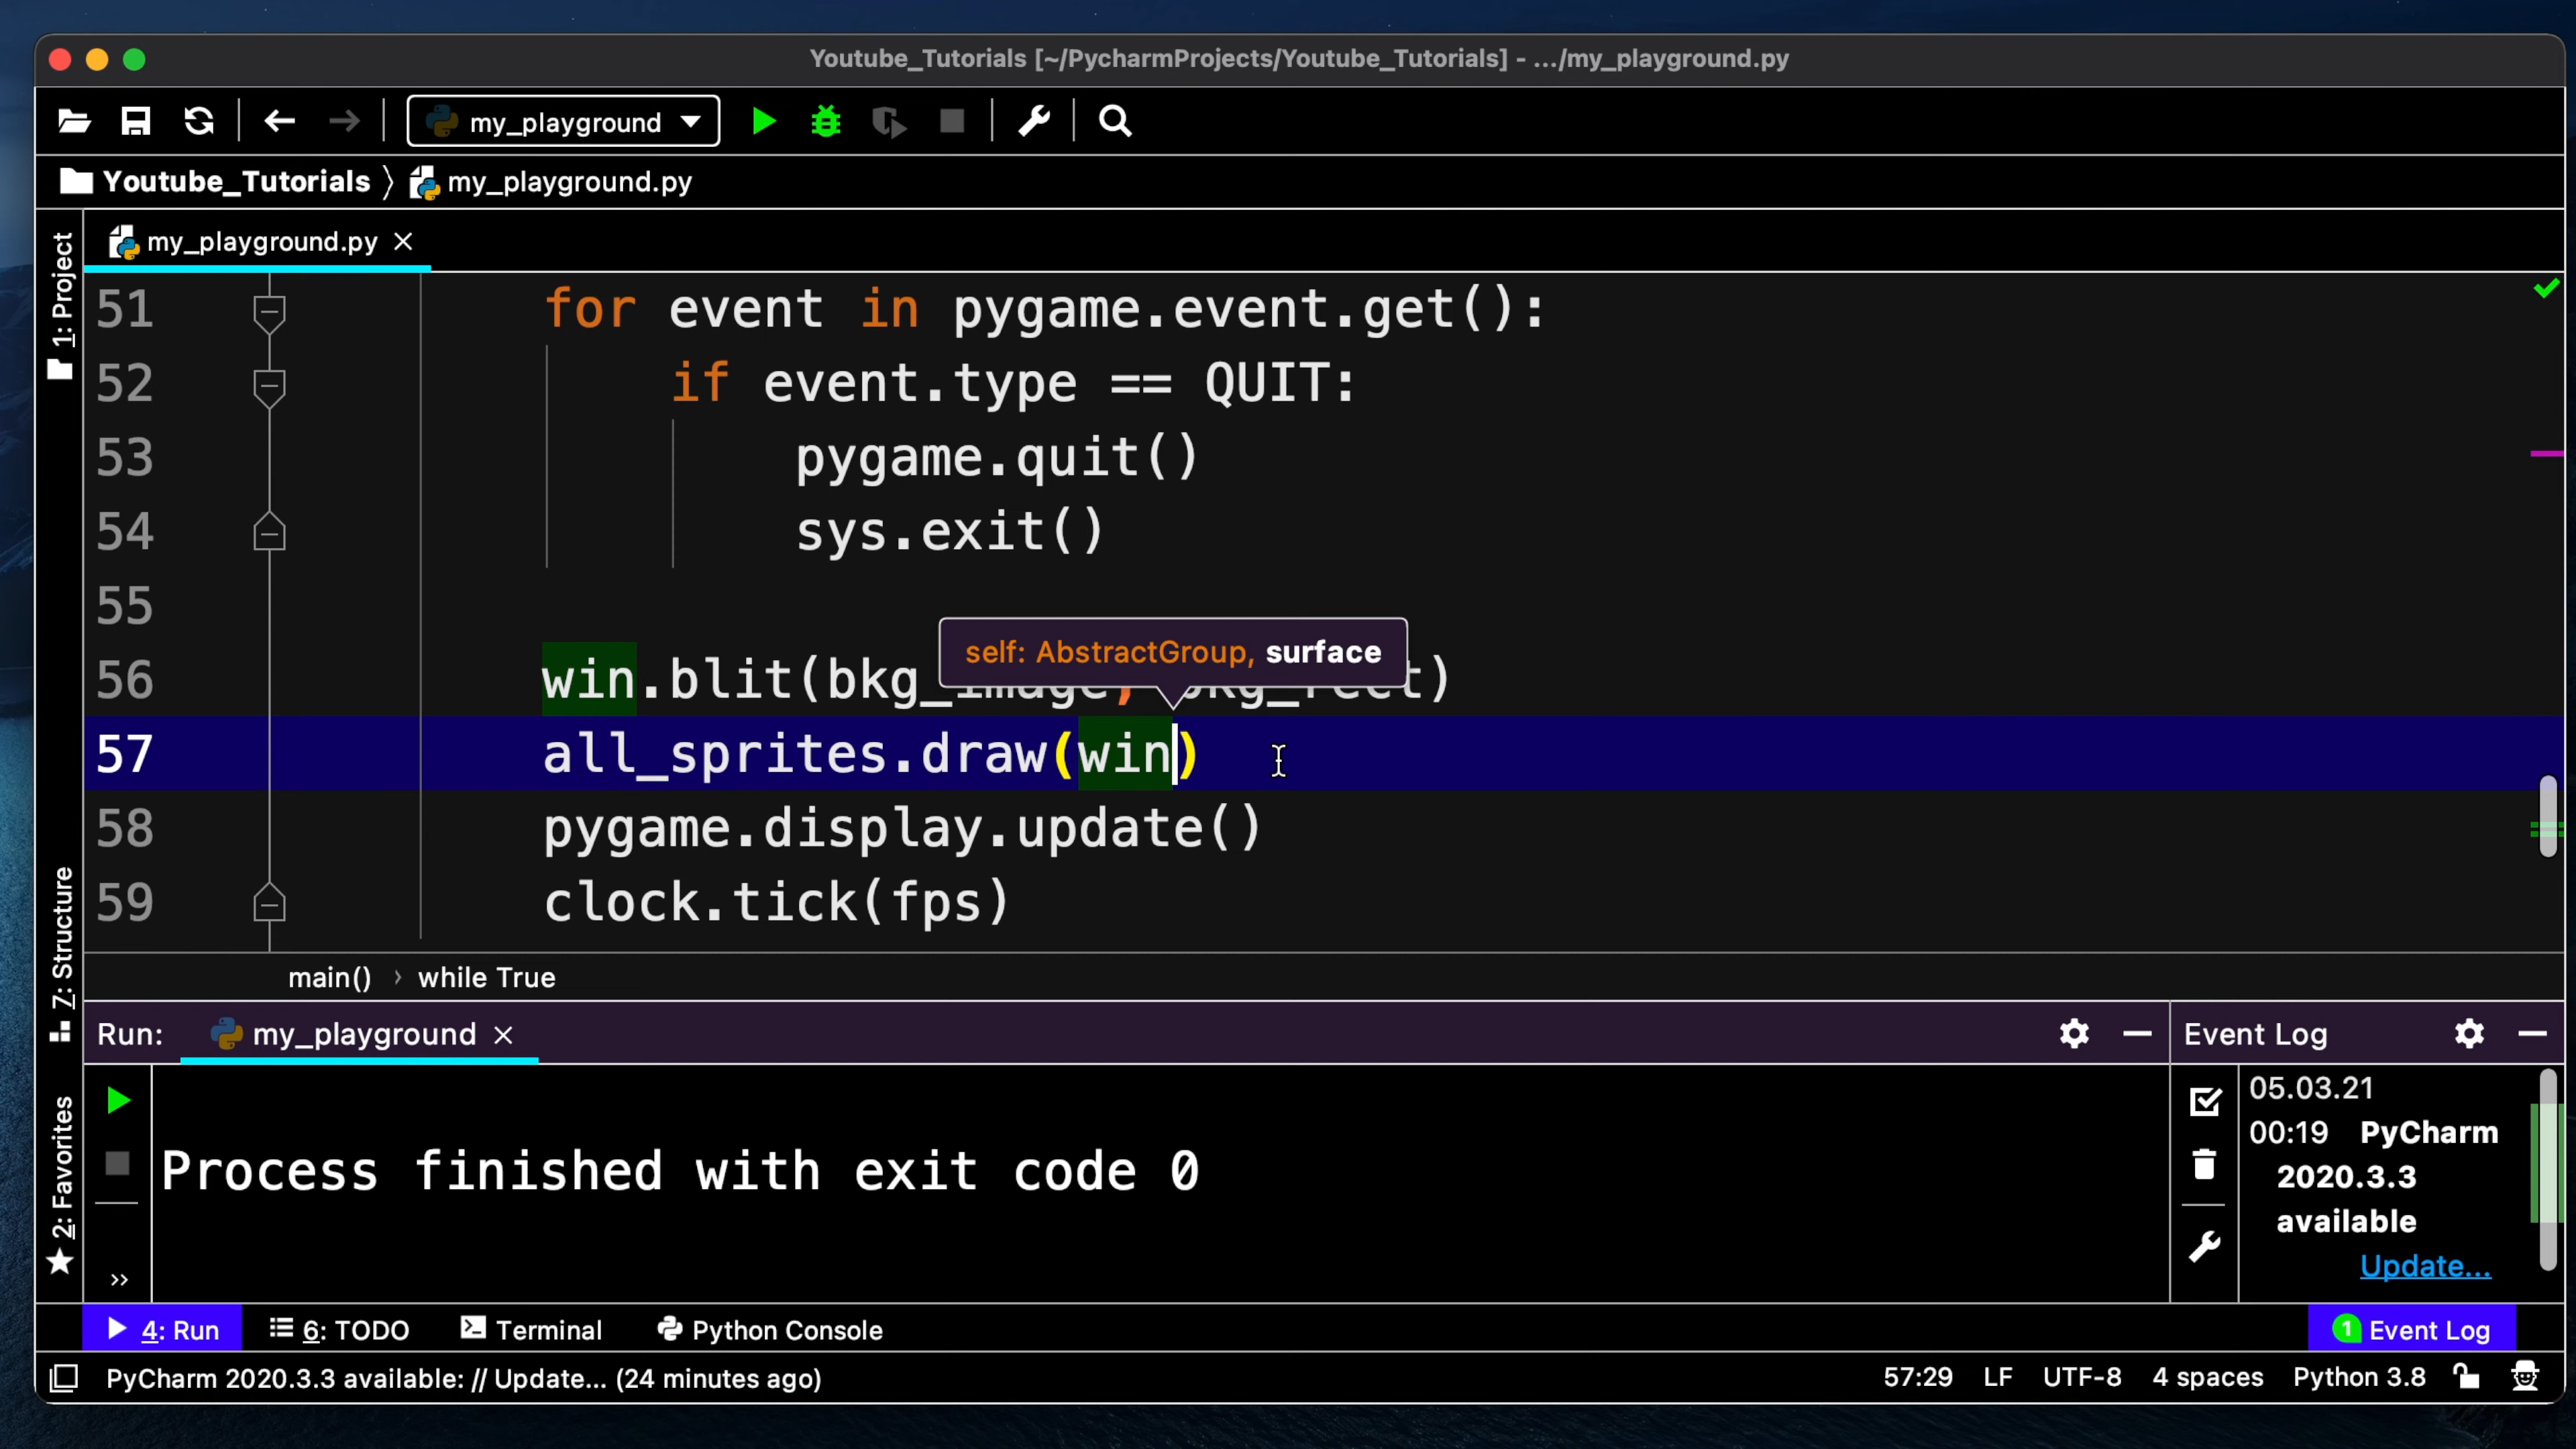 Youtube_Tutorials [~/PycharmProjects/Youtube_Tutorials] - .../my_playground.py
my_playground
Youtube_Tutorials my_playground.py
my_playground.py
1: Project
7: Structure
2: Favorites
51 for event in pygame.event.get():
52 if event.type == QUIT:
53 pygame.quit()
54 sys.exit()
55
self: AbstractGroup, surface
56 win.blit(bkg_image, bkg_rect)
57 all_sprites.draw(win)
58 pygame.display.update()
59 clock.tick(fps)
main() › while True
Run: my_playground
Process finished with exit code 0
Event Log
05.03.21
00:19 PyCharm
2020.3.3
available
Update...
4: Run 6: TODO Terminal Python Console 1 Event Log
PyCharm 2020.3.3 available: // Update... (24 minutes ago) 57:29 LF UTF-8 4 spaces Python 3.8